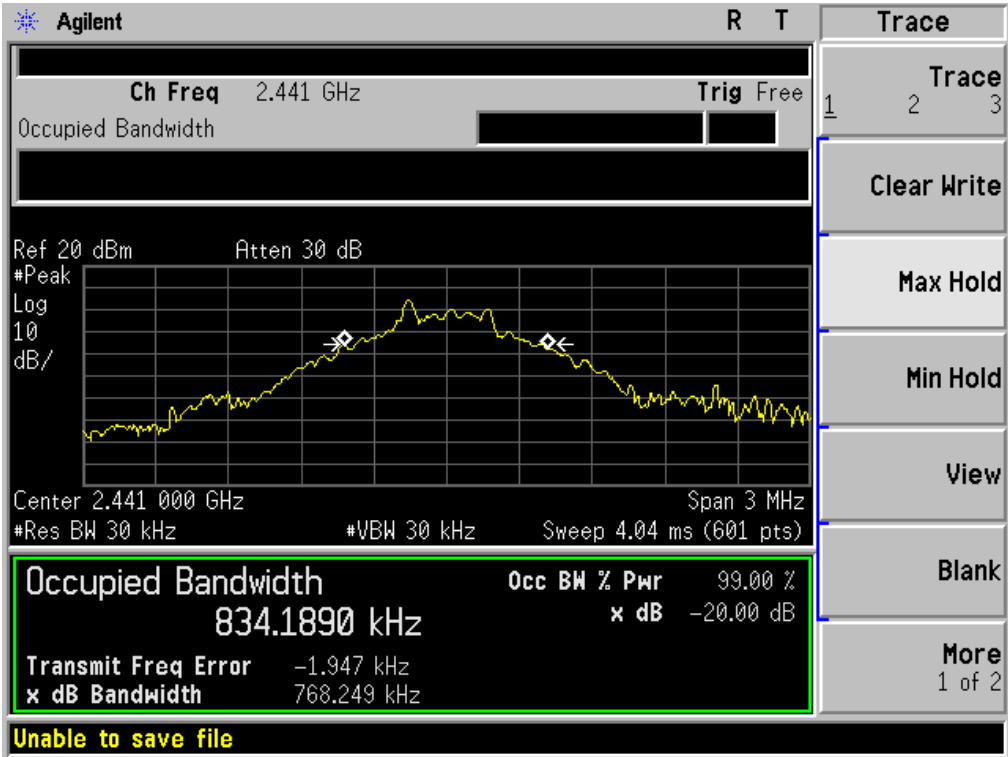 Agilent R T
Ch Freq 2.441 GHz Trig Free
Occupied Bandwidth
Ref 20 dBm Atten 30 dB
#Peak
Log
10
dB/
Center 2.441 000 GHz Span 3 MHz
#Res BW 30 kHz #VBW 30 kHz Sweep 4.04 ms (601 pts)
Occupied Bandwidth Occ BW % Pwr 99.00 %
834.1890 kHz x dB -20.00 dB
Transmit Freq Error -1.947 kHz
x dB Bandwidth 768.249 kHz
Unable to save file
Trace
Trace
1 2 3
Clear Write
Max Hold
Min Hold
View
Blank
More
1 of 2